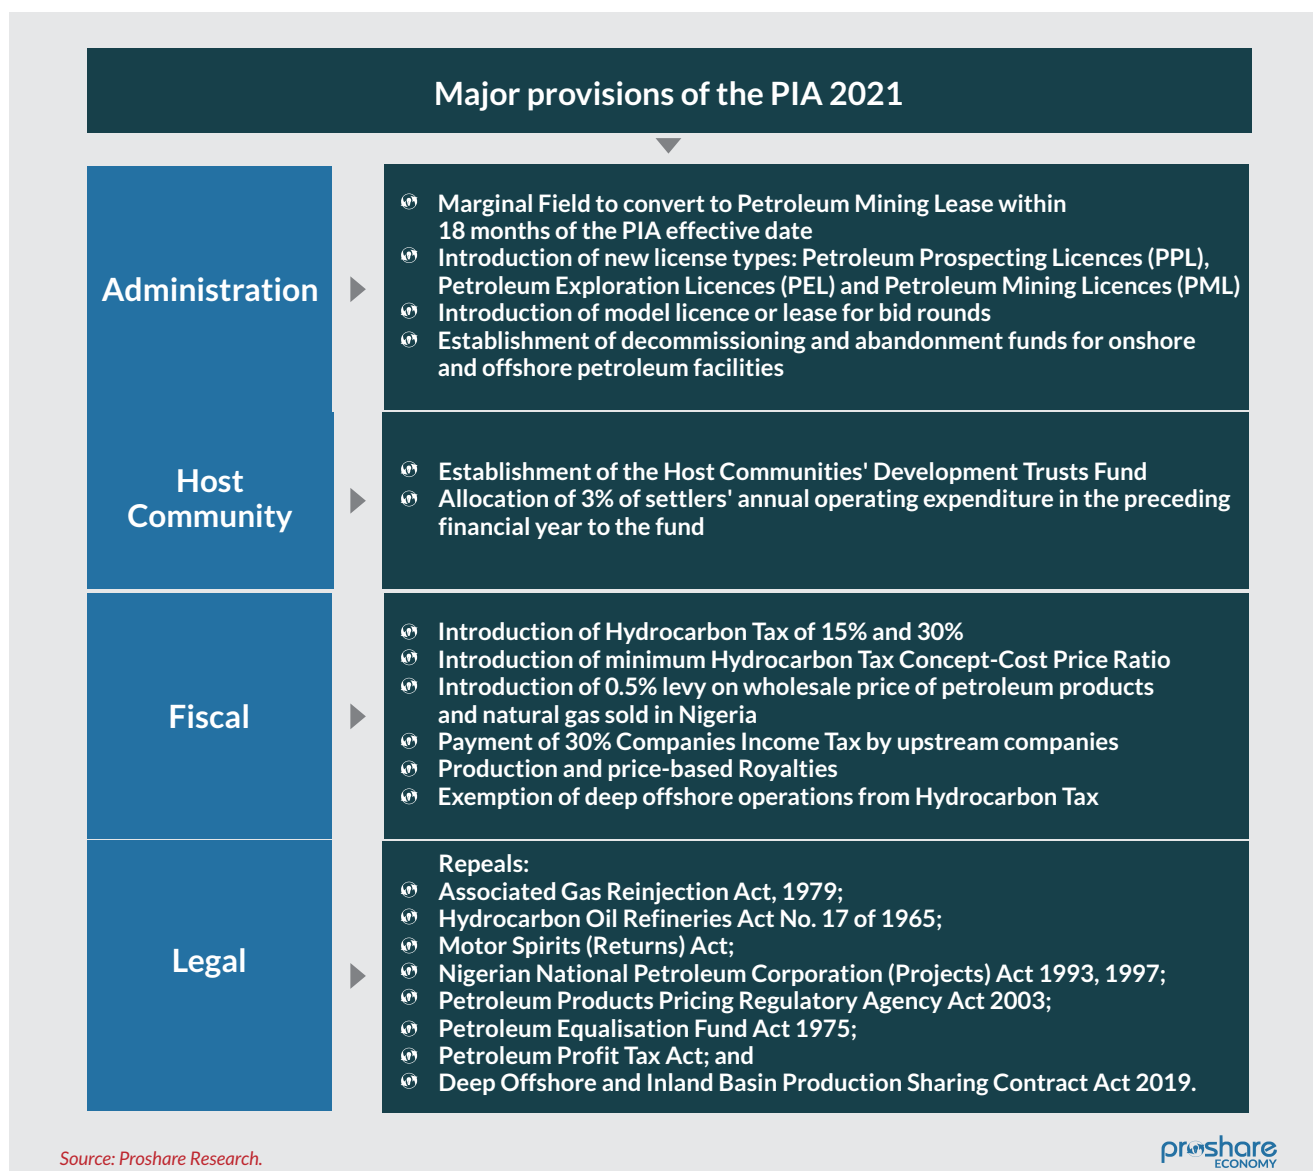 Major provisions of the PIA 2021
Administration
Marginal Field to convert to Petroleum Mining Lease within
18 months of the PIA effective date
Introduction of new license types: Petroleum Prospecting Licences (PPL),
Petroleum Exploration Licences (PEL) and Petroleum Mining Licences (PML)
Introduction of model licence or lease for bid rounds
Establishment of decommissioning and abandonment funds for onshore
and offshore petroleum facilities
Host
Community
Establishment of the Host Communities' Development Trusts Fund
Allocation of 3% of settlers' annual operating expenditure in the preceding
financial year to the fund
Fiscal
Introduction of Hydrocarbon Tax of 15% and 30%
Introduction of minimum Hydrocarbon Tax Concept-Cost Price Ratio
Introduction of 0.5% levy on wholesale price of petroleum products
and natural gas sold in Nigeria
Payment of 30% Companies Income Tax by upstream companies
Production and price-based Royalties
Exemption of deep offshore operations from Hydrocarbon Tax
Legal
Repeals:
Associated Gas Reinjection Act, 1979;
Hydrocarbon Oil Refineries Act No. 17 of 1965;
Motor Spirits (Returns) Act;
Nigerian National Petroleum Corporation (Projects) Act 1993, 1997;
Petroleum Products Pricing Regulatory Agency Act 2003;
Petroleum Equalisation Fund Act 1975;
Petroleum Profit Tax Act; and
Deep Offshore and Inland Basin Production Sharing Contract Act 2019.
Source: Proshare Research.
proshare
ECONOMY